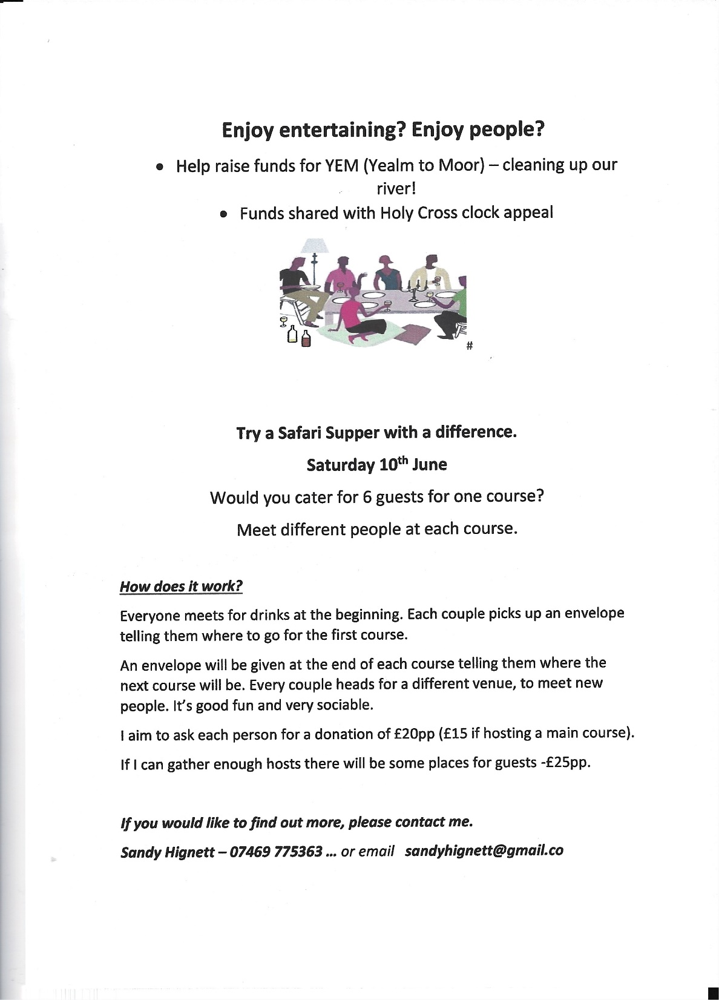 Enjoy entertaining? Enjoy people?
• Help raise funds for YEM (Yealm to Moor) – cleaning up our
river!
• Funds shared with Holy Cross clock appeal
#
Try a Safari Supper with a difference.
Saturday 10th June
Would you cater for 6 guests for one course?
Meet different people at each course.
How does it work?
Everyone meets for drinks at the beginning. Each couple picks up an envelope
telling them where to go for the first course.
An envelope will be given at the end of each course telling them where the
next course will be. Every couple heads for a different venue, to meet new
people. It's good fun and very sociable.
I aim to ask each person for a donation of £20pp (£15 if hosting a main course).
If I can gather enough hosts there will be some places for guests -£25pp.
If you would like to find out more, please contact me.
Sandy Hignett – 07469 775363 ... or email sandyhignett@gmail.co